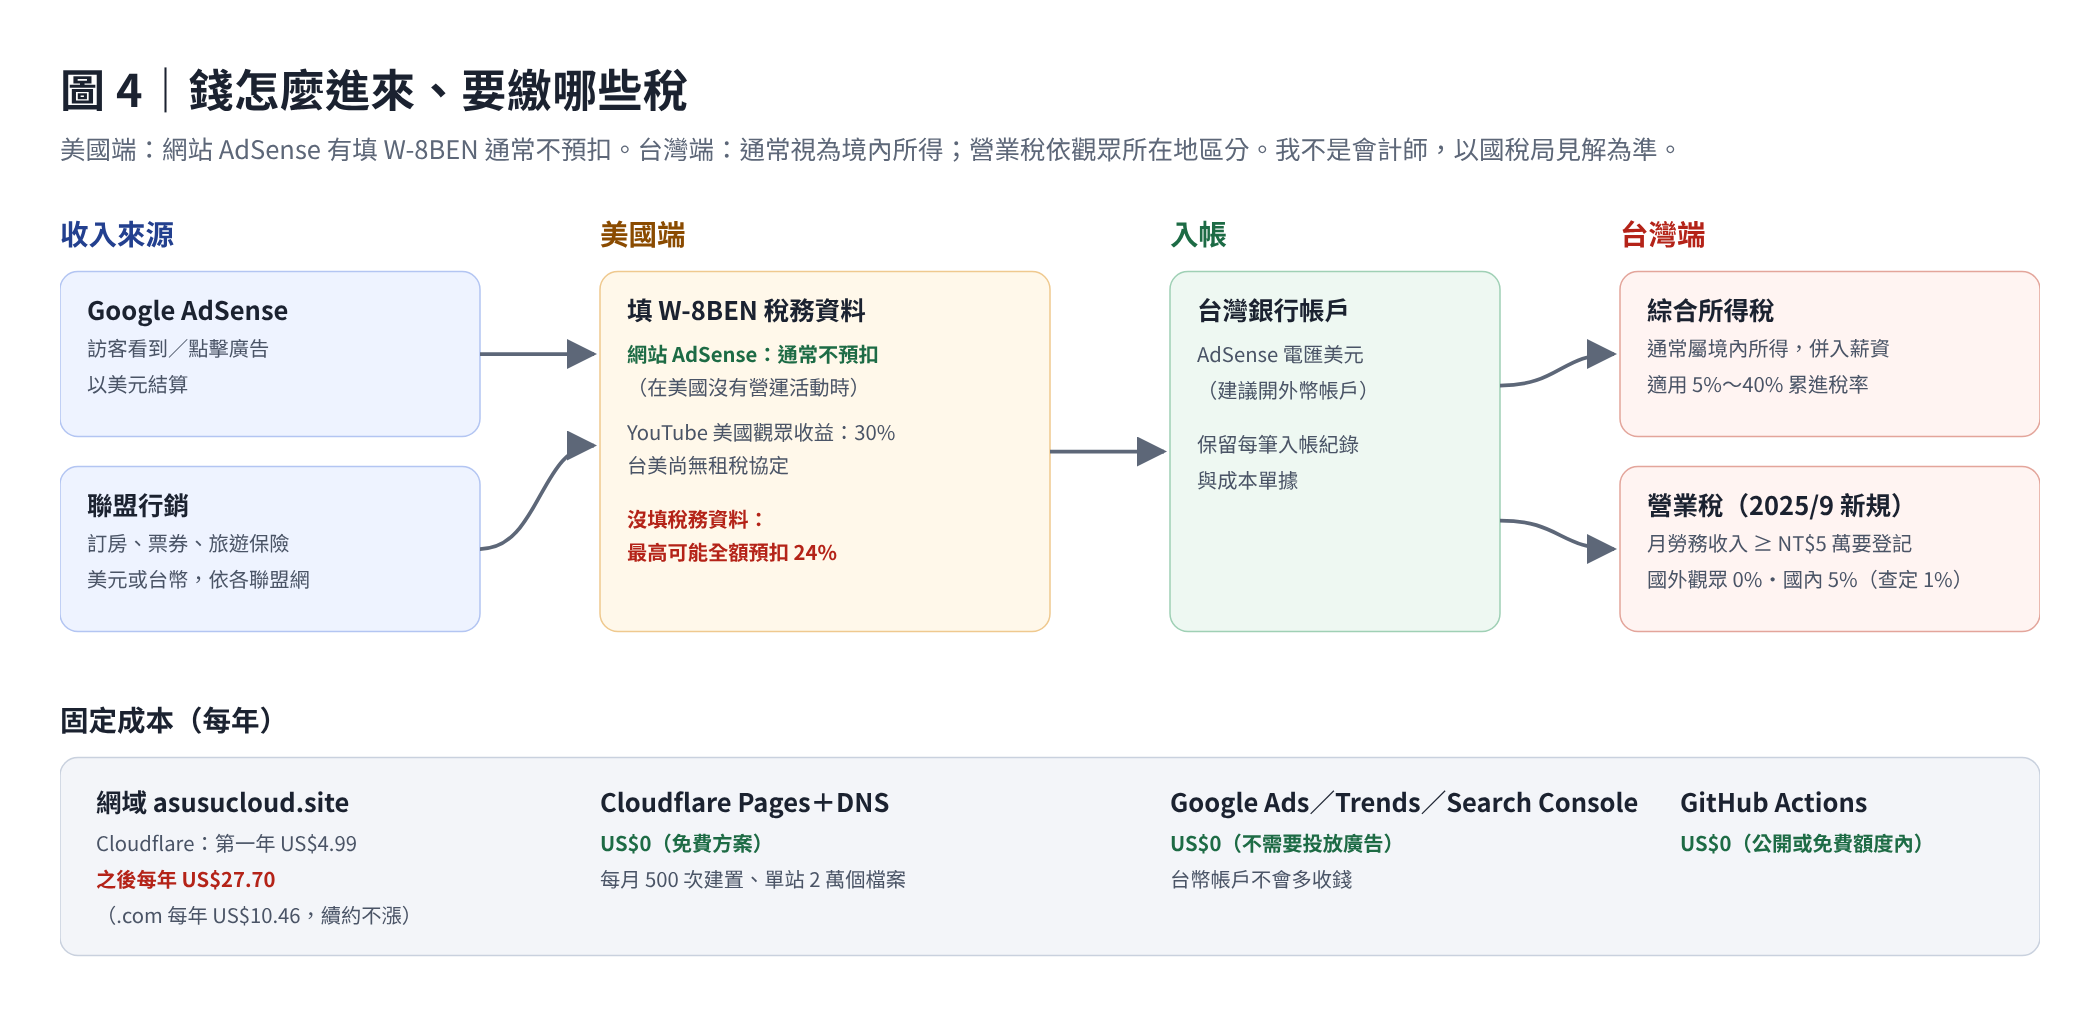 圖 4｜錢怎麼進來、要繳哪些稅
美國端：網站 AdSense 有填 W-8BEN 通常不預扣。台灣端：通常視為境內所得；營業稅依觀眾所在地區分。我不是會計師，以國稅局見解為準。
收入來源
Google AdSense
訪客看到／點擊廣告
以美元結算
聯盟行銷
訂房、票券、旅遊保險
美元或台幣，依各聯盟網
美國端
填 W-8BEN 稅務資料
網站 AdSense：通常不預扣
（在美國沒有營運活動時）
YouTube 美國觀眾收益：30%
台美尚無租稅協定
沒填稅務資料：
最高可能全額預扣 24%
入帳
台灣銀行帳戶
AdSense 電匯美元
（建議開外幣帳戶）
保留每筆入帳紀錄
與成本單據
台灣端
綜合所得稅
通常屬境內所得，併入薪資
適用 5%～40% 累進稅率
營業稅（2025/9 新規）
月勞務收入 ≥ NT$5 萬要登記
國外觀眾 0%・國內 5%（查定 1%）
固定成本（每年）
網域 asusucloud.site
Cloudflare：第一年 US$4.99
之後每年 US$27.70
（.com 每年 US$10.46，續約不漲）
Cloudflare Pages＋DNS
US$0（免費方案）
每月 500 次建置、單站 2 萬個檔案
Google Ads／Trends／Search Console
US$0（不需要投放廣告）
台幣帳戶不會多收錢
GitHub Actions
US$0（公開或免費額度內）